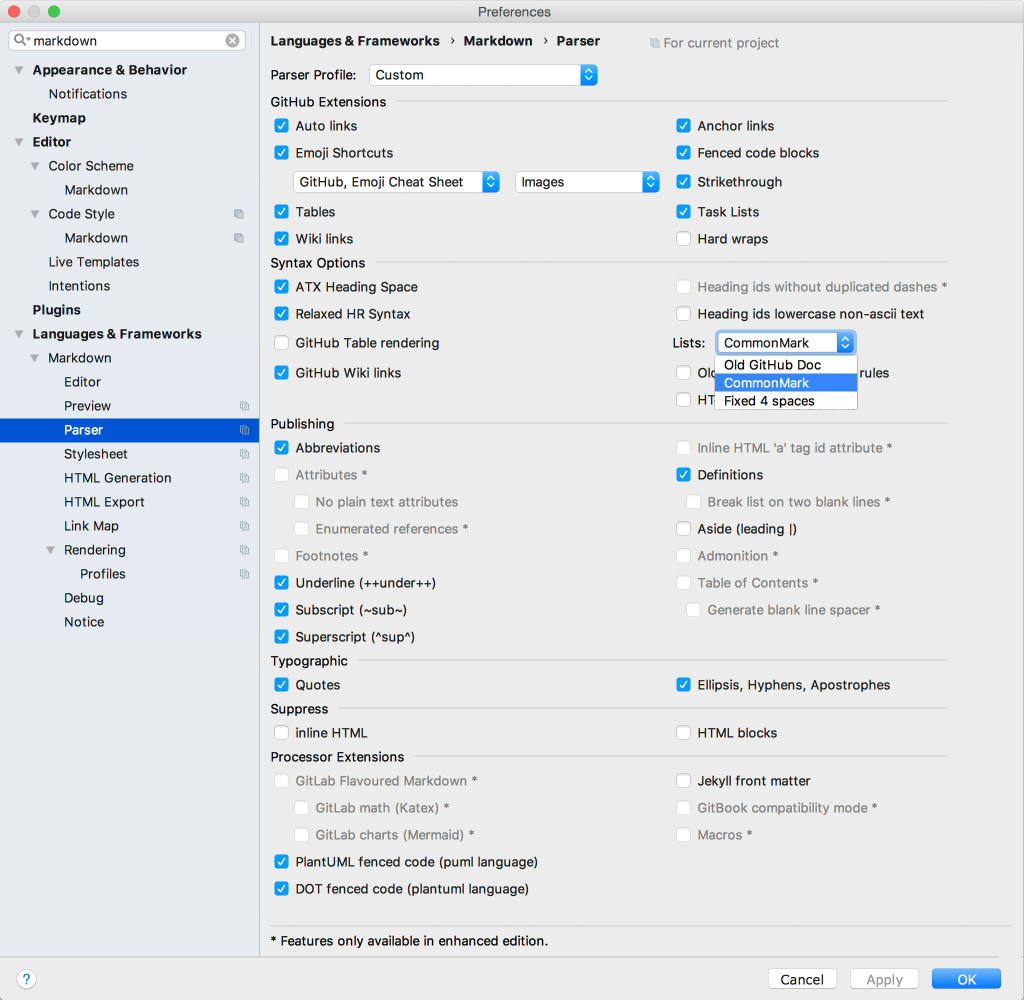 Preferences
markdown
Appearance & Behavior
Notifications
Keymap
Editor
Color Scheme
Markdown
Code Style
Markdown
Live Templates
Intentions
Plugins
Languages & Frameworks
Markdown
Editor
Preview
Parser
Stylesheet
HTML Generation
HTML Export
Link Map
Rendering
Profiles
Debug
Notice
Languages & Frameworks › Markdown › Parser For current project
Parser Profile: Custom
GitHub Extensions
Auto links Anchor links
Emoji Shortcuts Fenced code blocks
GitHub, Emoji Cheat Sheet Images Strikethrough
Tables Task Lists
Wiki links Hard wraps
Syntax Options
ATX Heading Space Heading ids without duplicated dashes *
Relaxed HR Syntax Heading ids lowercase non-ascii text
GitHub Table rendering Lists: CommonMark
Old GitHub Doc
GitHub Wiki links rules
CommonMark
Fixed 4 spaces
Publishing
Abbreviations Inline HTML 'a' tag id attribute *
Attributes * Definitions
No plain text attributes Break list on two blank lines *
Enumerated references * Aside (leading |)
Footnotes * Admonition *
Underline (++under++) Table of Contents *
Subscript (~sub~) Generate blank line spacer *
Superscript (^sup^)
Typographic
Quotes Ellipsis, Hyphens, Apostrophes
Suppress
inline HTML HTML blocks
Processor Extensions
GitLab Flavoured Markdown * Jekyll front matter
GitLab math (Katex) * GitBook compatibility mode *
GitLab charts (Mermaid) * Macros *
PlantUML fenced code (puml language)
DOT fenced code (plantuml language)
* Features only available in enhanced edition.
? Cancel Apply OK